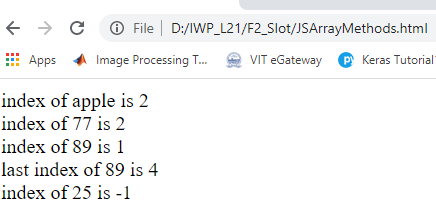 File | D:/IWP_L21/F2_Slot/JSArrayMethods.html
Apps Image Processing T... VIT eGateway Keras Tutorial
index of apple is 2
index of 77 is 2
index of 89 is 1
last index of 89 is 4
index of 25 is -1